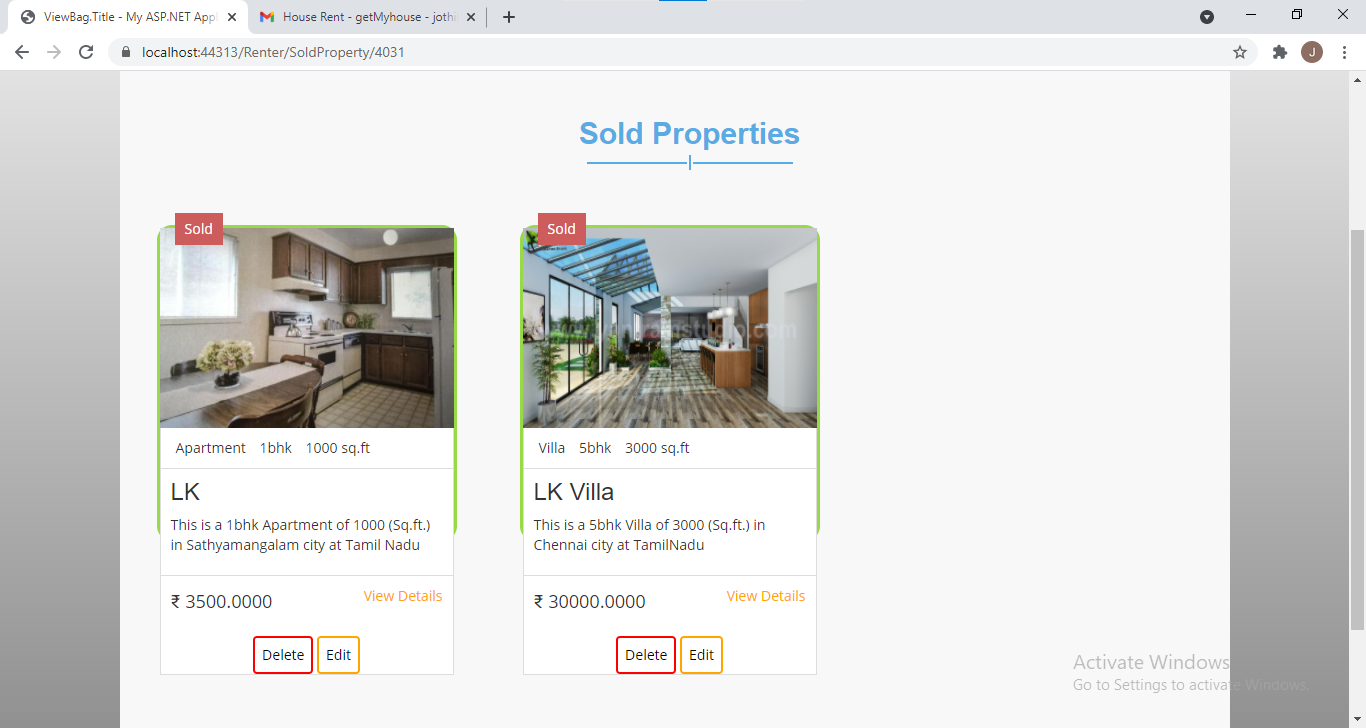 ViewBag.Title - My ASP.NET Appl
House Rent - getMyhouse - jothi
localhost:44313/Renter/SoldProperty/4031
J
Sold Properties
Sold
Sold
Apartment 1bhk 1000 sq.ft
LK
This is a 1bhk Apartment of 1000 (Sq.ft.)
in Sathyamangalam city at Tamil Nadu
₹ 3500.0000
View Details
Delete Edit
Villa 5bhk 3000 sq.ft
LK Villa
This is a 5bhk Villa of 3000 (Sq.ft.) in
Chennai city at TamilNadu
₹ 30000.0000
View Details
Delete Edit
Activate Windows
Go to Settings to activate Windows.